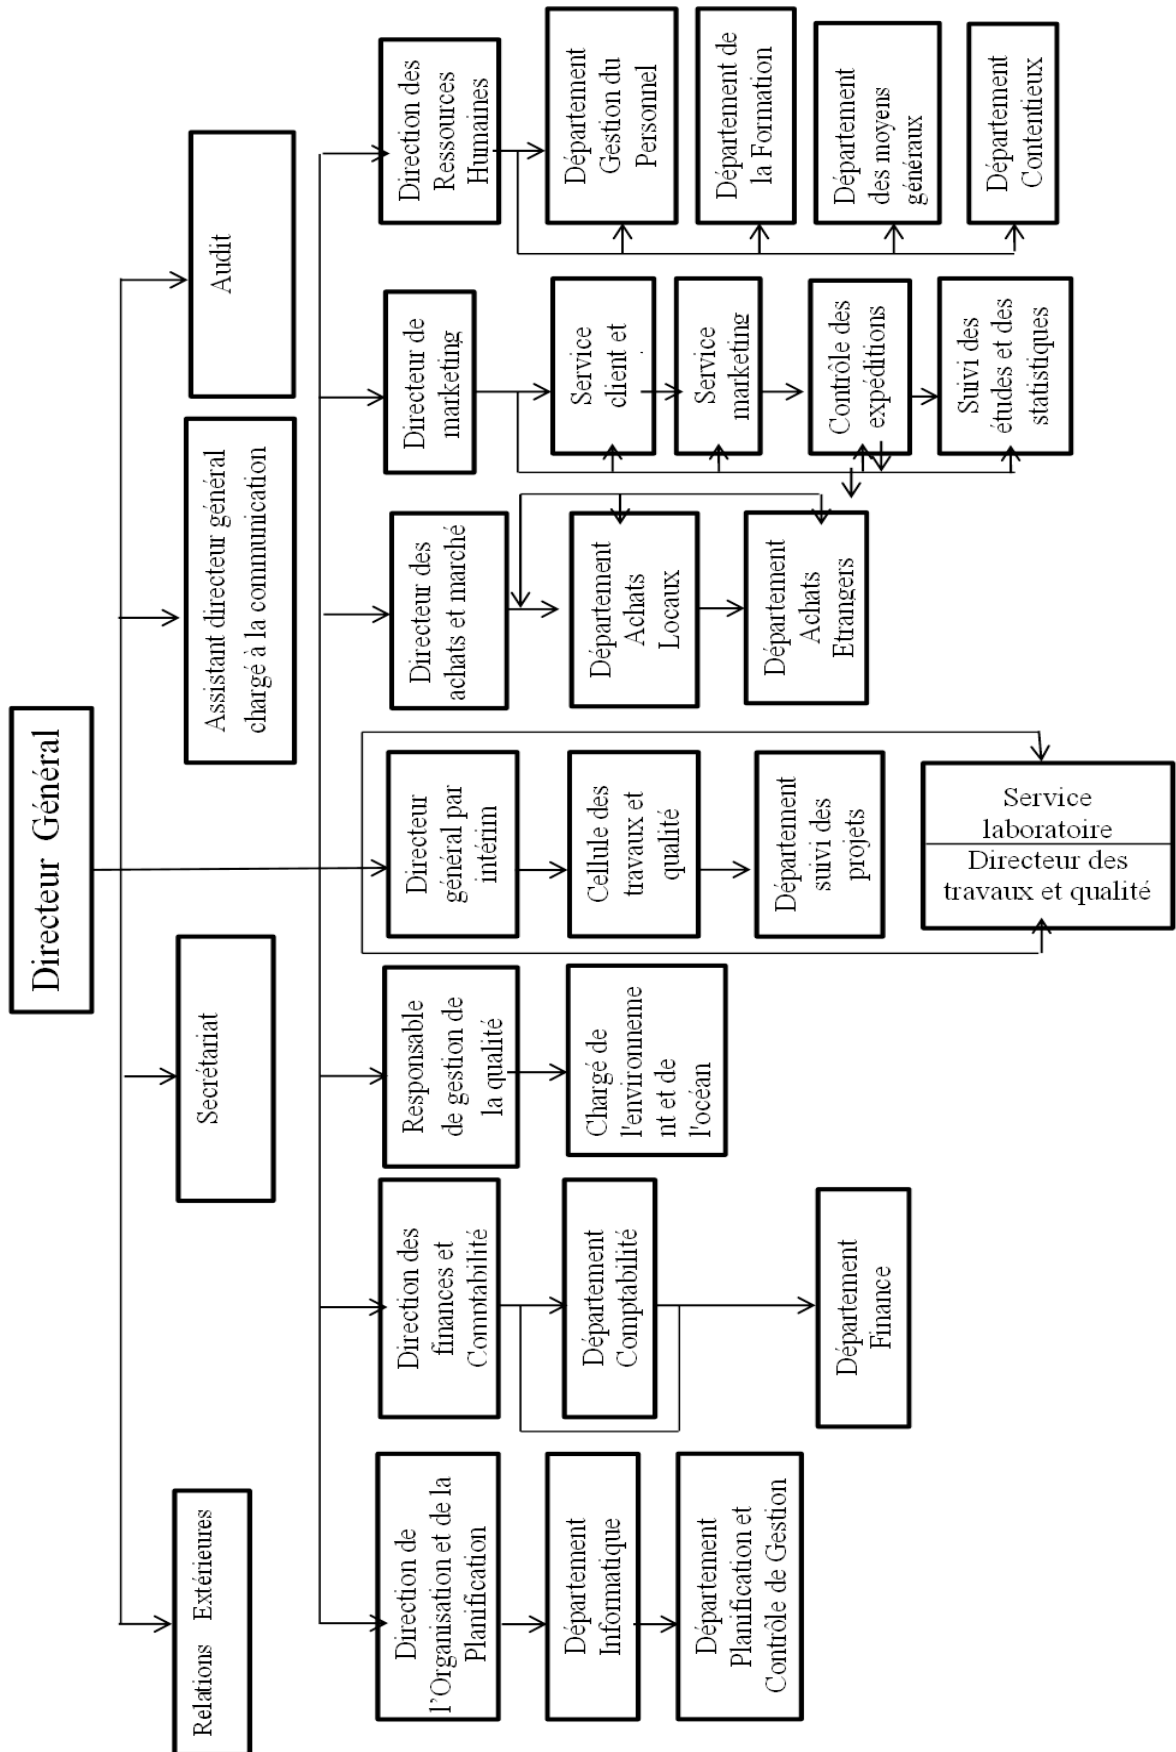 Directeur Général
Relations Extérieures
Secrétariat
Assistant directeur général
chargé à la communication
Audit
Direction de
l'Organisation et de la
Planification
Direction des
finances et
Comptabilité
Responsable
de gestion de
la qualité
Directeur
général par
intérim
Directeur des
achats et marché
Directeur de
marketing
Direction des
Ressources
Humaines
Département
Informatique
Département
Planification et
Contrôle de Gestion
Département
Comptabilité
Département
Finance
Chargé de
l'environneme
nt et de
l'océan
Cellule des
travaux et
qualité
Département
suivi des
projets
Service
laboratoire
Directeur des
travaux et qualité
Département
Achats
Locaux
Département
Achats
Etrangers
Service
client et
Service
marketing
Contrôle des
expéditions
Suivi des
études et des
statistiques
Département
Gestion du
Personnel
Département de
la Formation
Département
des moyens
généraux
Département
Contentieux